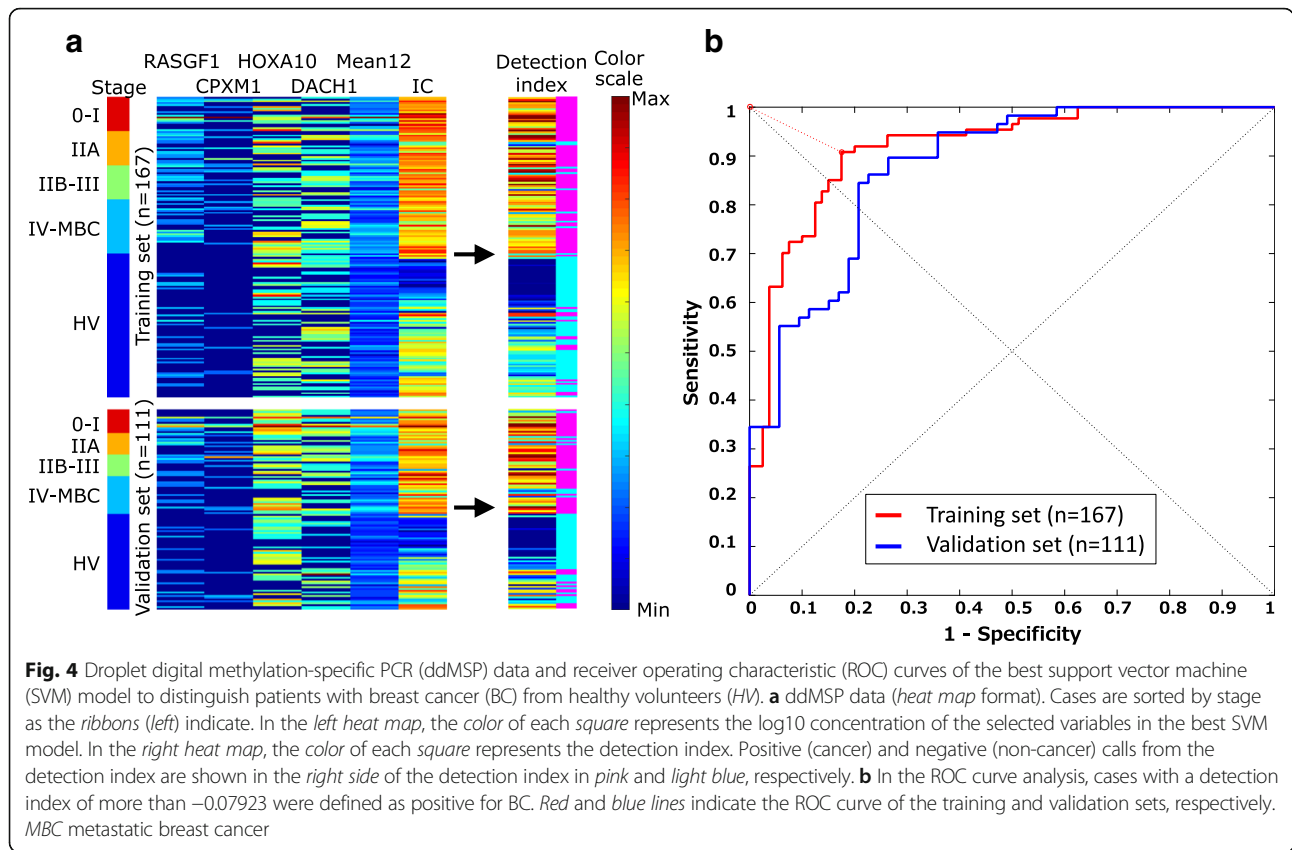 a
RASGF1 HOXA10 Mean12
Stage CPXM1 DACH1 IC
Detection index
Color scale
Max
Min
0-I
IIA
IIB-III
IV-MBC
HV
Training set (n=167)
0-I
IIA
IIB-III
IV-MBC
HV
Validation set (n=111)
b
1
0.9
0.8
0.7
0.6
0.5
0.4
0.3
0.2
0.1
0
Sensitivity
Training set (n=167)
Validation set (n=111)
0 0.1 0.2 0.3 0.4 0.5 0.6 0.7 0.8 0.9 1
1 - Specificity
Fig. 4 Droplet digital methylation-specific PCR (ddMSP) data and receiver operating characteristic (ROC) curves of the best support vector machine
(SVM) model to distinguish patients with breast cancer (BC) from healthy volunteers (HV). a ddMSP data (heat map format). Cases are sorted by stage
as the ribbons (left) indicate. In the left heat map, the color of each square represents the log10 concentration of the selected variables in the best SVM
model. In the right heat map, the color of each square represents the detection index. Positive (cancer) and negative (non-cancer) calls from the
detection index are shown in the right side of the detection index in pink and light blue, respectively. b In the ROC curve analysis, cases with a detection
index of more than −0.07923 were defined as positive for BC. Red and blue lines indicate the ROC curve of the training and validation sets, respectively.
MBC metastatic breast cancer